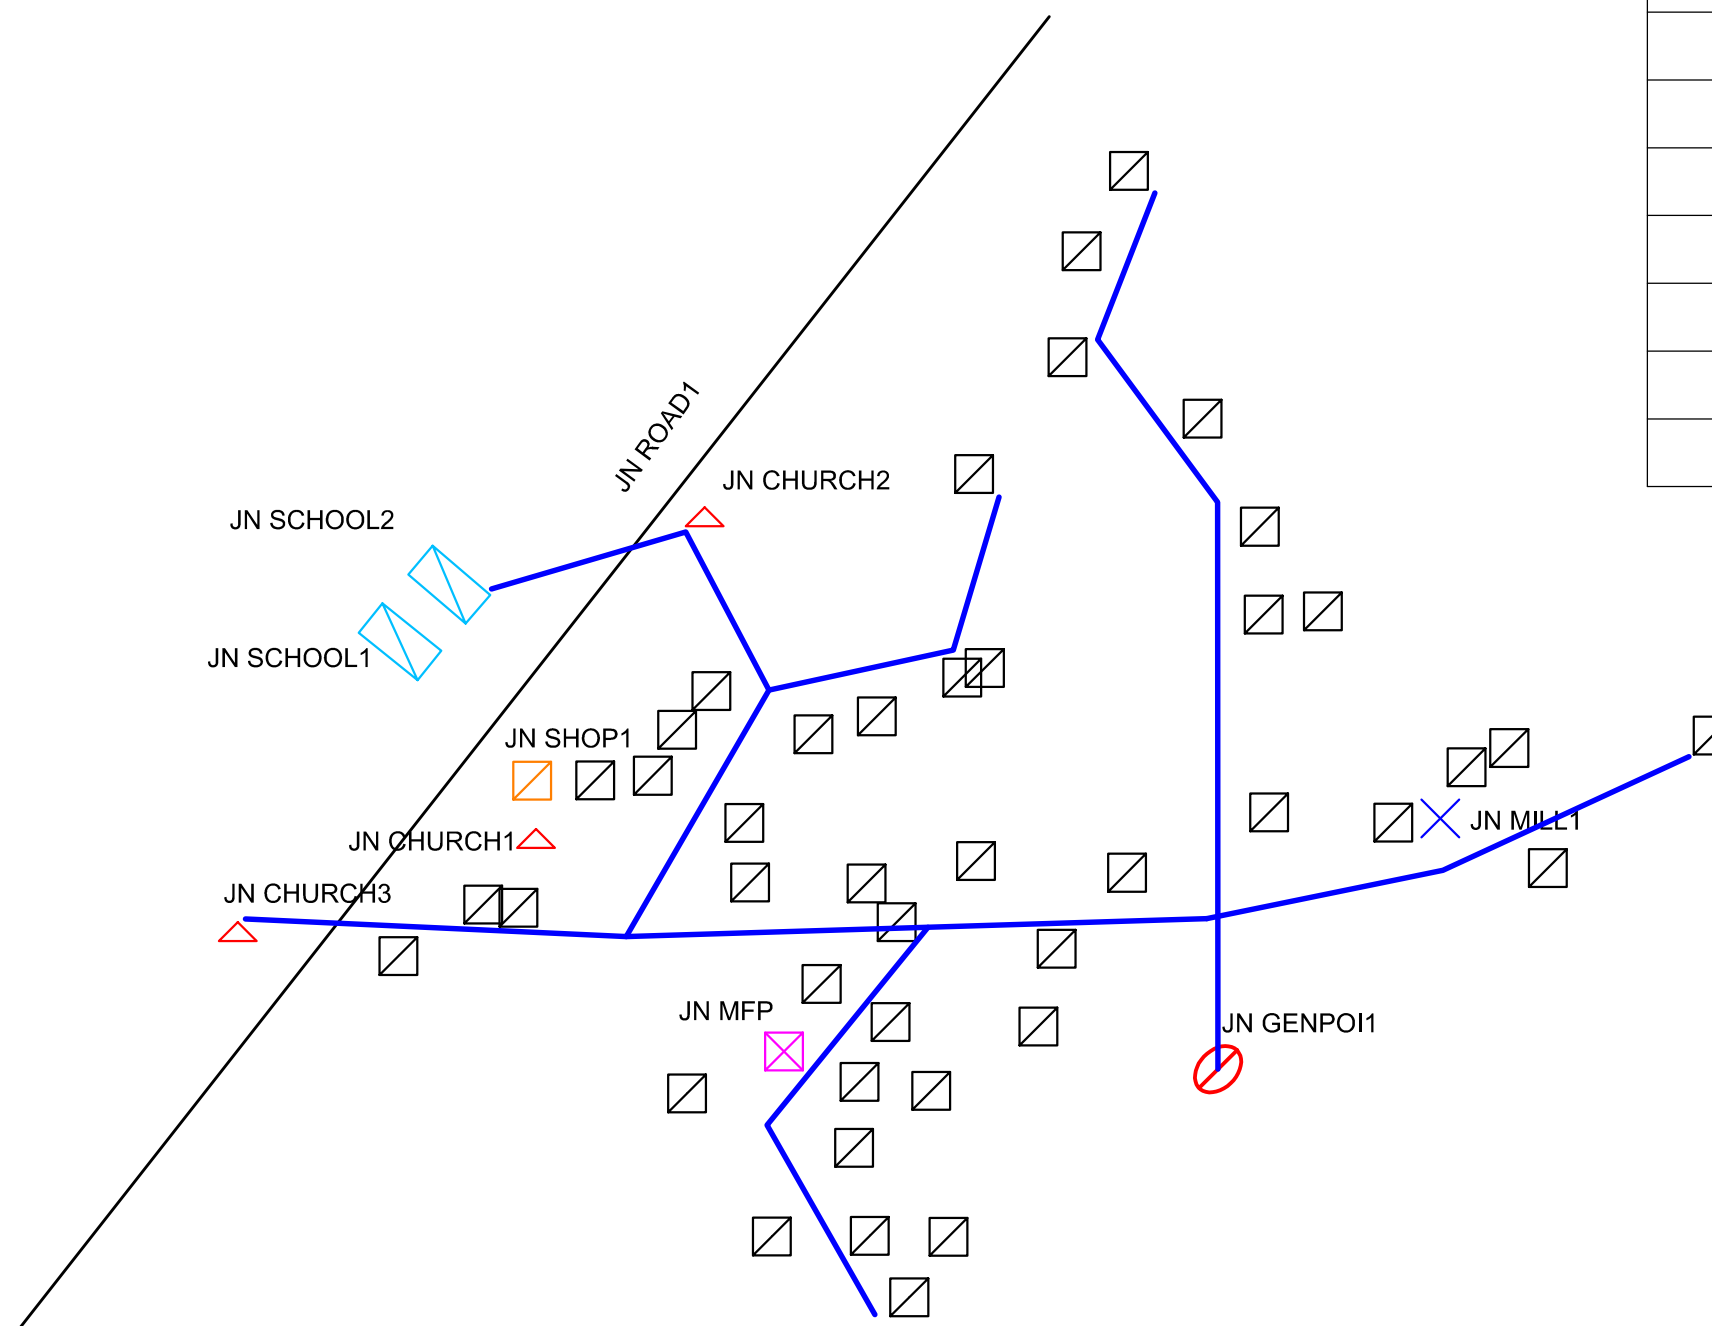 JN ROAD1
JN CHURCH2
JN SCHOOL2
JN SCHOOL1
JN SHOP1
JN CHURCH1
JN MILL1
JN CHURCH3
JN MFP
JN GENPOI1